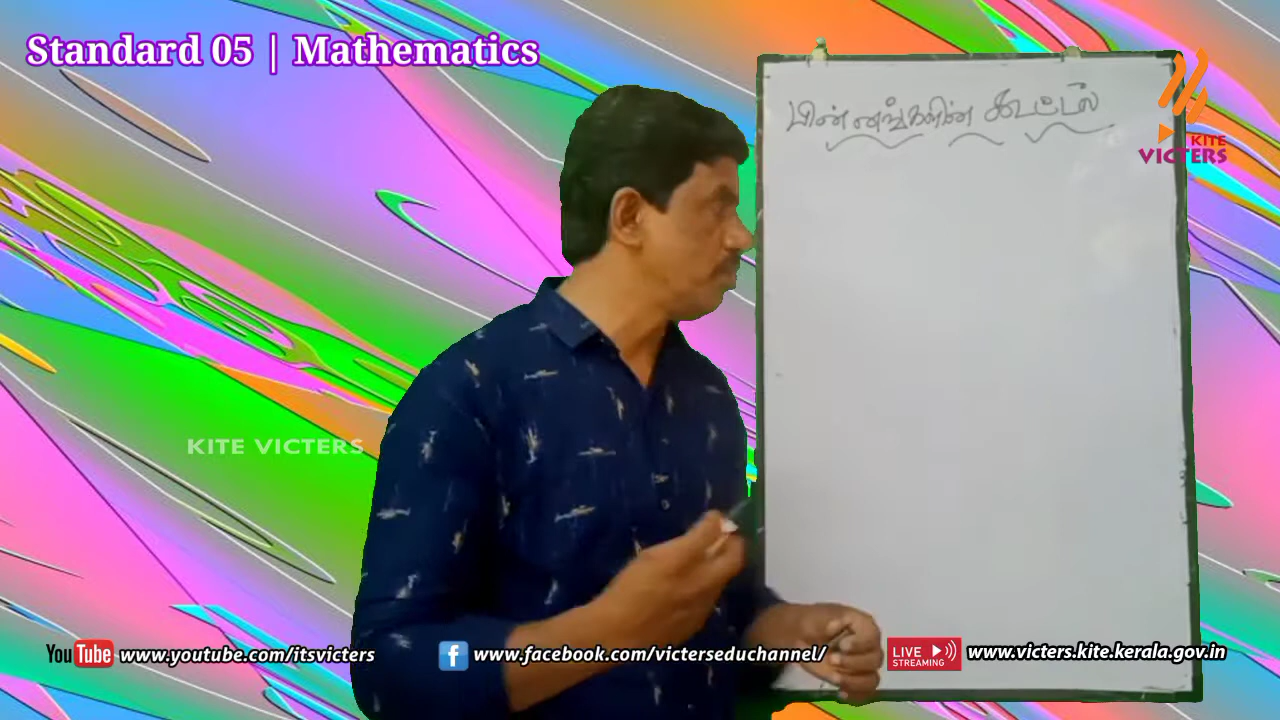 Standard 05 | Mathematics
பின்னங்களின் கூட்டல்
KITE
VICTERS
KITE VICTERS
YouTube www.youtube.com/itsvicters
f www.facebook.com/victerseduchannel/
LIVE STREAMING www.victers.kite.kerala.gov.in